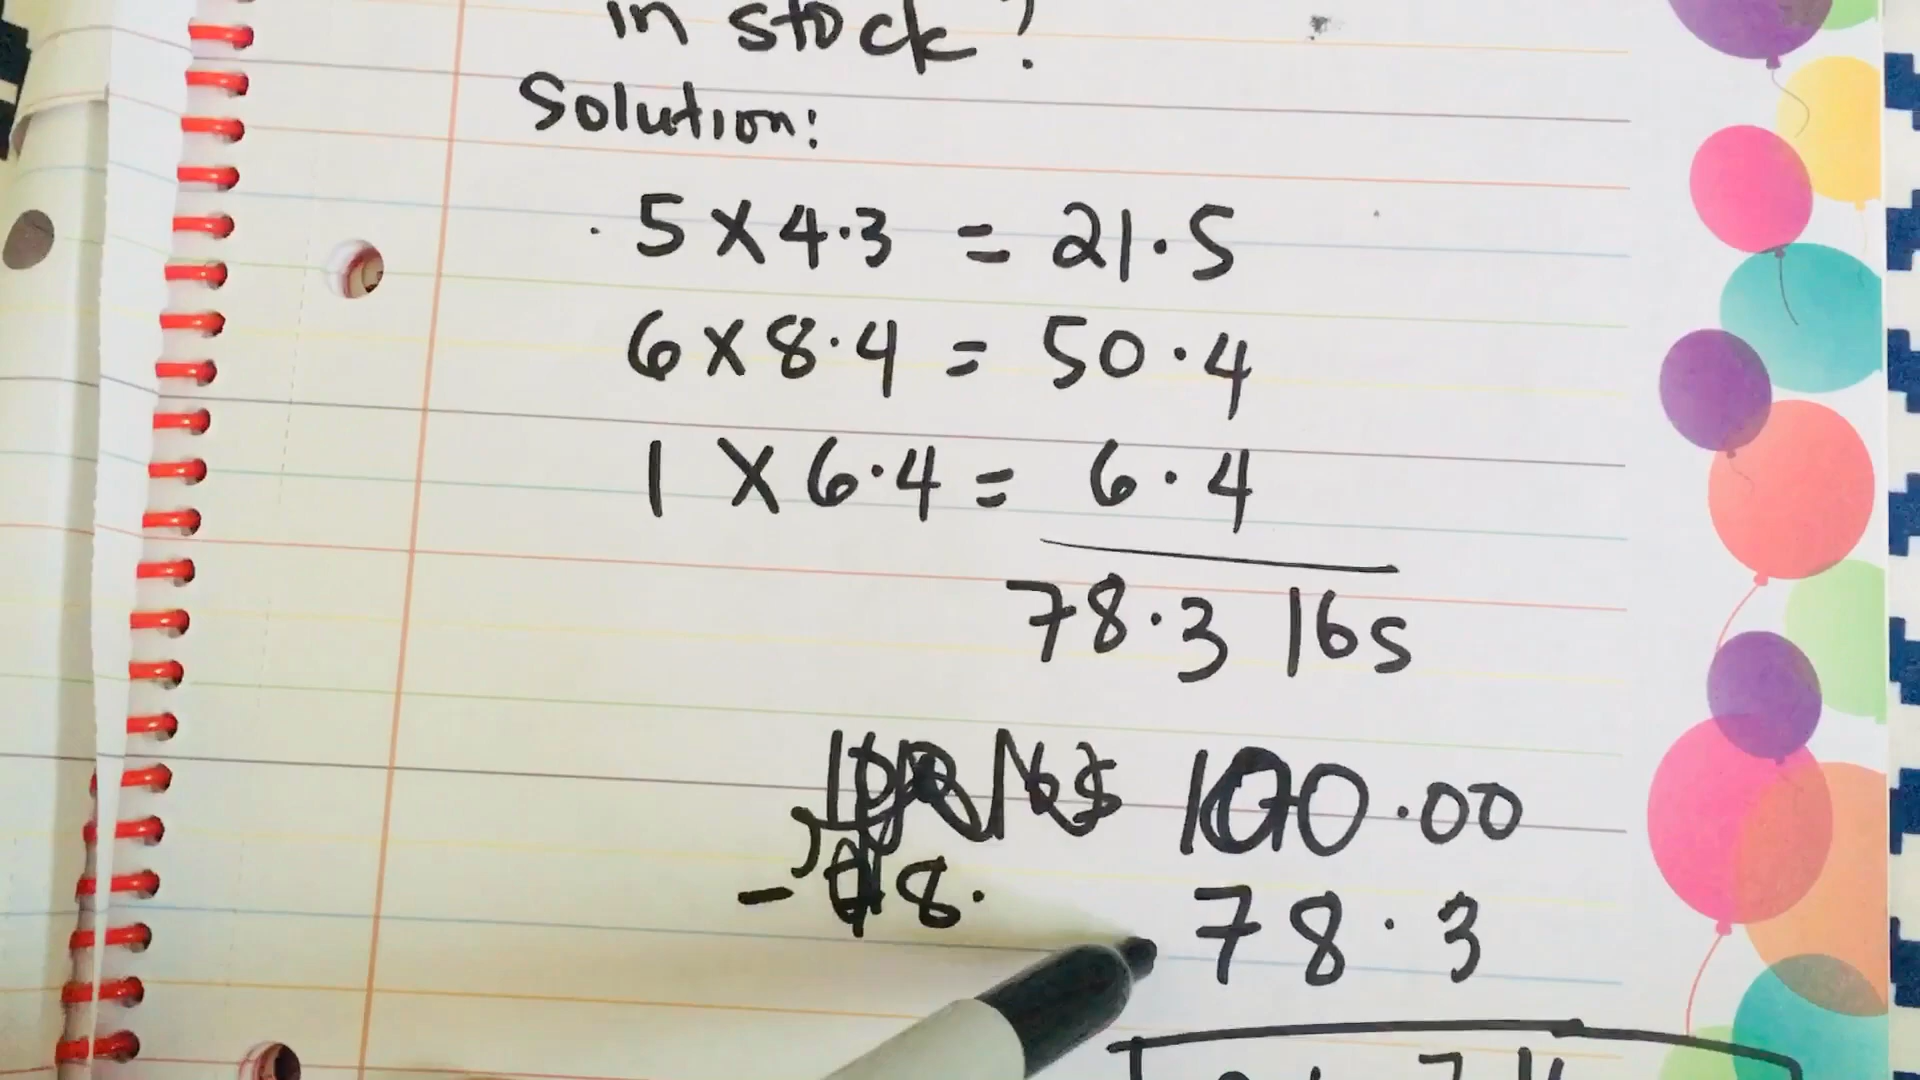 in stock?
Solution:
5 X 4.3 = 21.5
6 X 8.4 = 50.4
1 X 6.4 = 6.4
78.3 lbs
100.00
- 8.
78.3